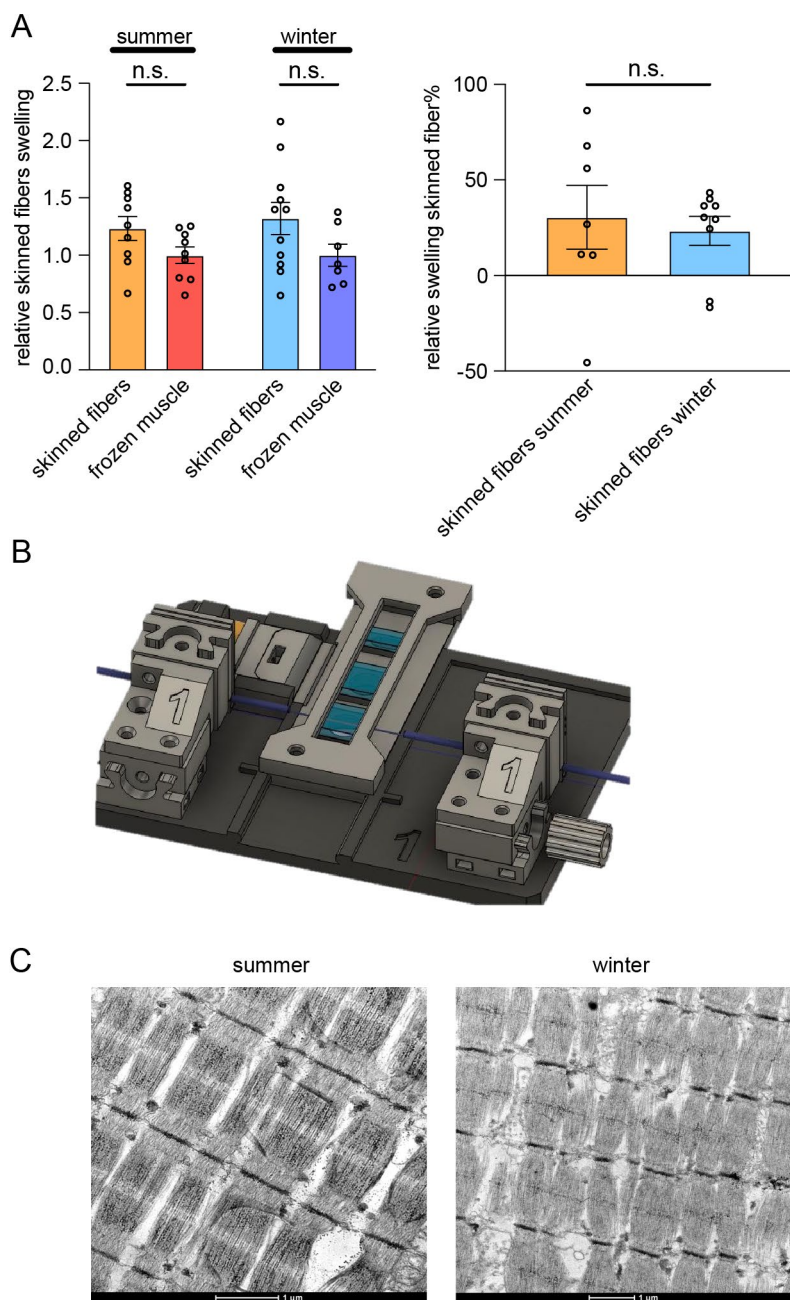 A
summer
winter
n.s.
n.s.
relative skinned fibers swelling
2.5
2.0
1.5
1.0
0.5
0.0
skinned fibers
frozen muscle
skinned fibers
frozen muscle
n.s.
relative swelling skinned fiber%
100
50
0
-50
skinned fibers summer
skinned fibers winter
B
1
1
1
C
summer
winter
1 µm
1 µm